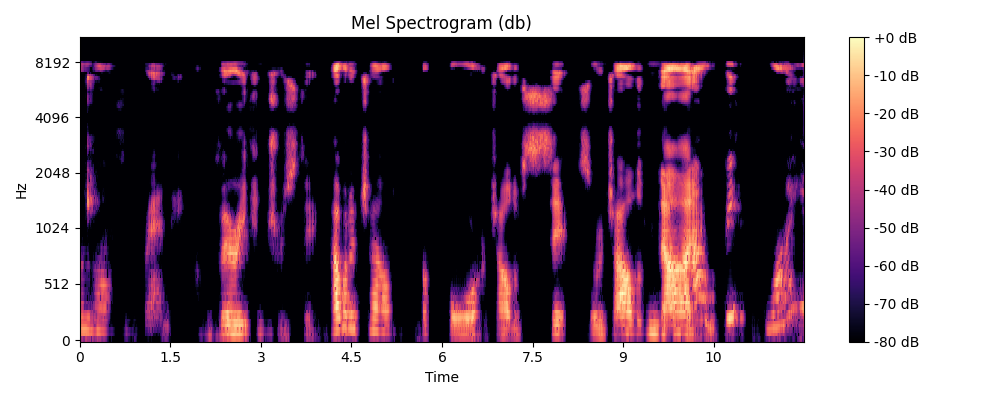 Mel Spectrogram (db)
8192
4096
2048
1024
512
0
Hz
0 1.5 3 4.5 6 7.5 9 10
Time
+0 dB
-10 dB
-20 dB
-30 dB
-40 dB
-50 dB
-60 dB
-70 dB
-80 dB